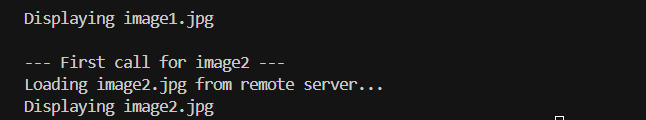 Displaying image1.jpg
--- First call for image2 ---
Loading image2.jpg from remote server...
Displaying image2.jpg